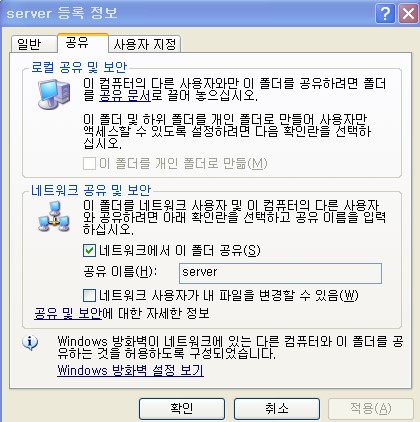 server 등록 정보
일반
공유
사용자 지정
로컬 공유 및 보안
이 컴퓨터의 다른 사용자와만 이 폴더를 공유하려면 폴더
를 공유 문서로 끌어 놓으십시오.
이 폴더 및 하위 폴더를 개인 폴더로 만들어 사용자만
액세스할 수 있도록 설정하려면 다음 확인란을 선택하
십시오.
이 폴더를 개인 폴더로 만듦(M)
네트워크 공유 및 보안
이 폴더를 네트워크 사용자 및 이 컴퓨터의 다른 사용자
와 공유하려면 아래 확인란을 선택하고 공유 이름을 입력
하십시오.
네트워크에서 이 폴더 공유(S)
공유 이름(H): server
네트워크 사용자가 내 파일을 변경할 수 있음(W)
공유 및 보안에 대한 자세한 정보
Windows 방화벽이 네트워크에 있는 다른 컴퓨터와 이 폴더를 공
유하는 것을 허용하도록 구성되었습니다.
Windows 방화벽 설정 보기
확인
취소
적용(A)